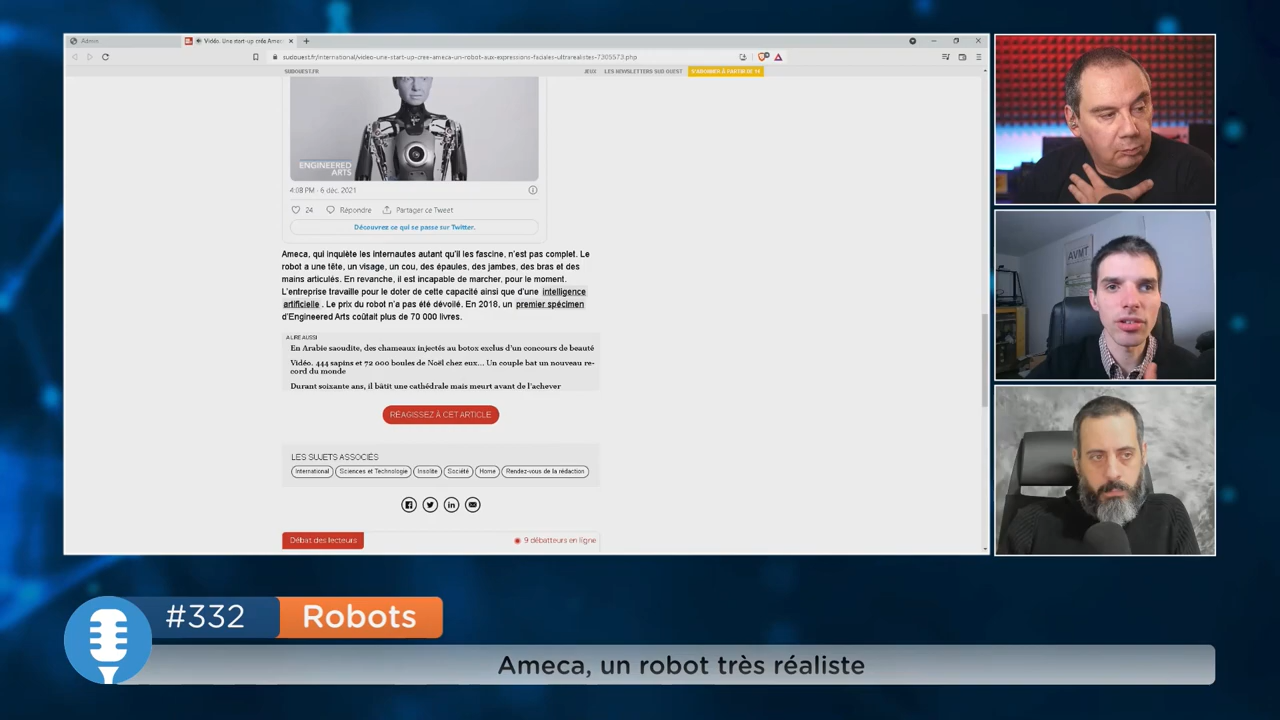 Admin
Vidéo. Une start-up crée Amec
sudouest.fr/international/video-une-start-up-cree-ameca-un-robot-aux-expressions-faciales-ultrarealistes-7305573.php
SUDOUEST.FR
JEUX LES NEWSLETTERS SUD OUEST S'ABONNER À PARTIR DE 1€
ENGINEERED
ARTS
4:08 PM · 6 déc. 2021
24 Répondre Partager ce Tweet
Découvrez ce qui se passe sur Twitter.
Ameca, qui inquiète les internautes autant qu'il les fascine, n'est pas complet. Le
robot a une tête, un visage, un cou, des épaules, des jambes, des bras et des
mains articulés. En revanche, il est incapable de marcher, pour le moment.
L'entreprise travaille pour le doter de cette capacité ainsi que d'une intelligence
artificielle . Le prix du robot n'a pas été dévoilé. En 2018, un premier spécimen
d'Engineered Arts coûtait plus de 70 000 livres.
A LIRE AUSSI
En Arabie saoudite, des chameaux injectés au botox exclus d'un concours de beauté
Vidéo. 444 sapins et 72 000 boules de Noël chez eux… Un couple bat un nouveau re-
cord du monde
Durant soixante ans, il bâtit une cathédrale mais meurt avant de l'achever
RÉAGISSEZ À CET ARTICLE
LES SUJETS ASSOCIÉS
International Sciences et Technologie Insolite Société Home Rendez-vous de la rédaction
Débat des lecteurs 9 débatteurs en ligne
AVMT
#332 Robots
Ameca, un robot très réaliste